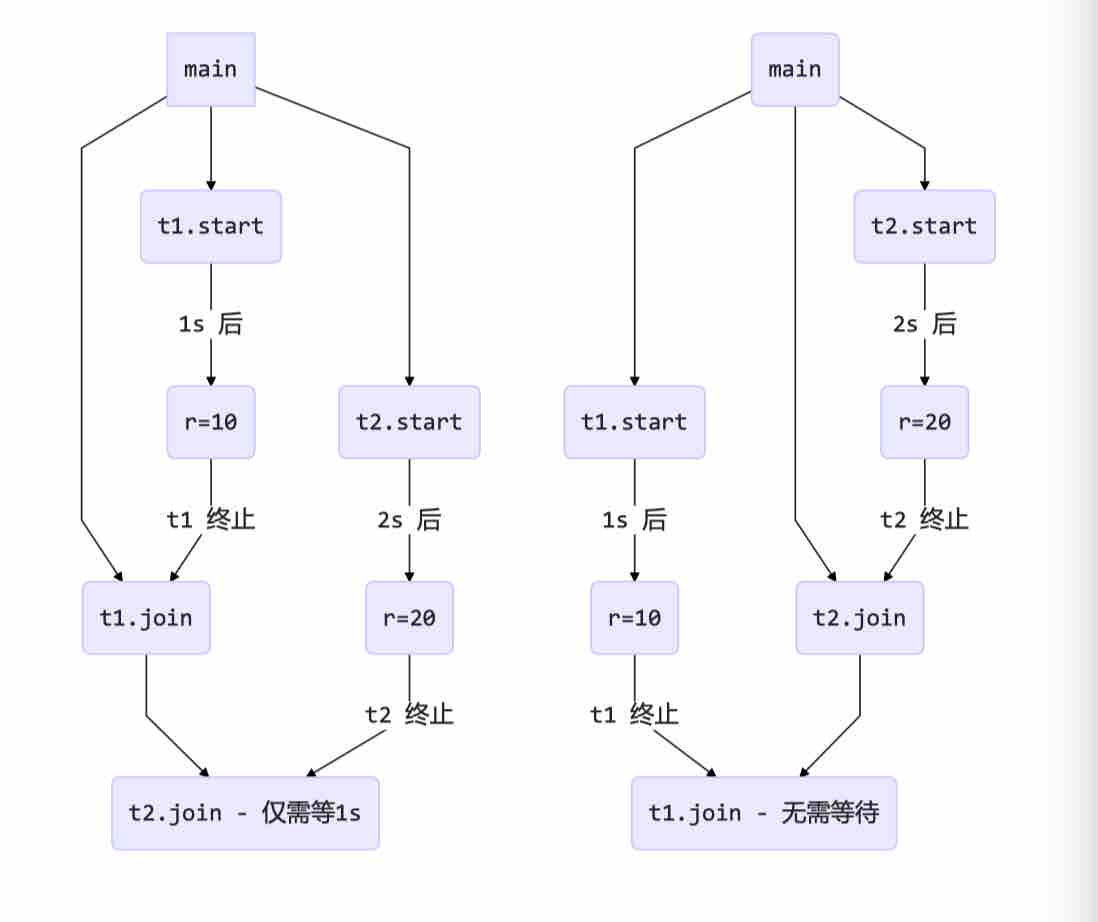 main
t1.start
1s 后
r=10
t2.start
t1 终止
2s 后
t1.join
r=20
t2 终止
t2.join - 仅需等1s
main
t2.start
2s 后
t1.start
r=20
1s 后
t2 终止
r=10
t2.join
t1 终止
t1.join - 无需等待